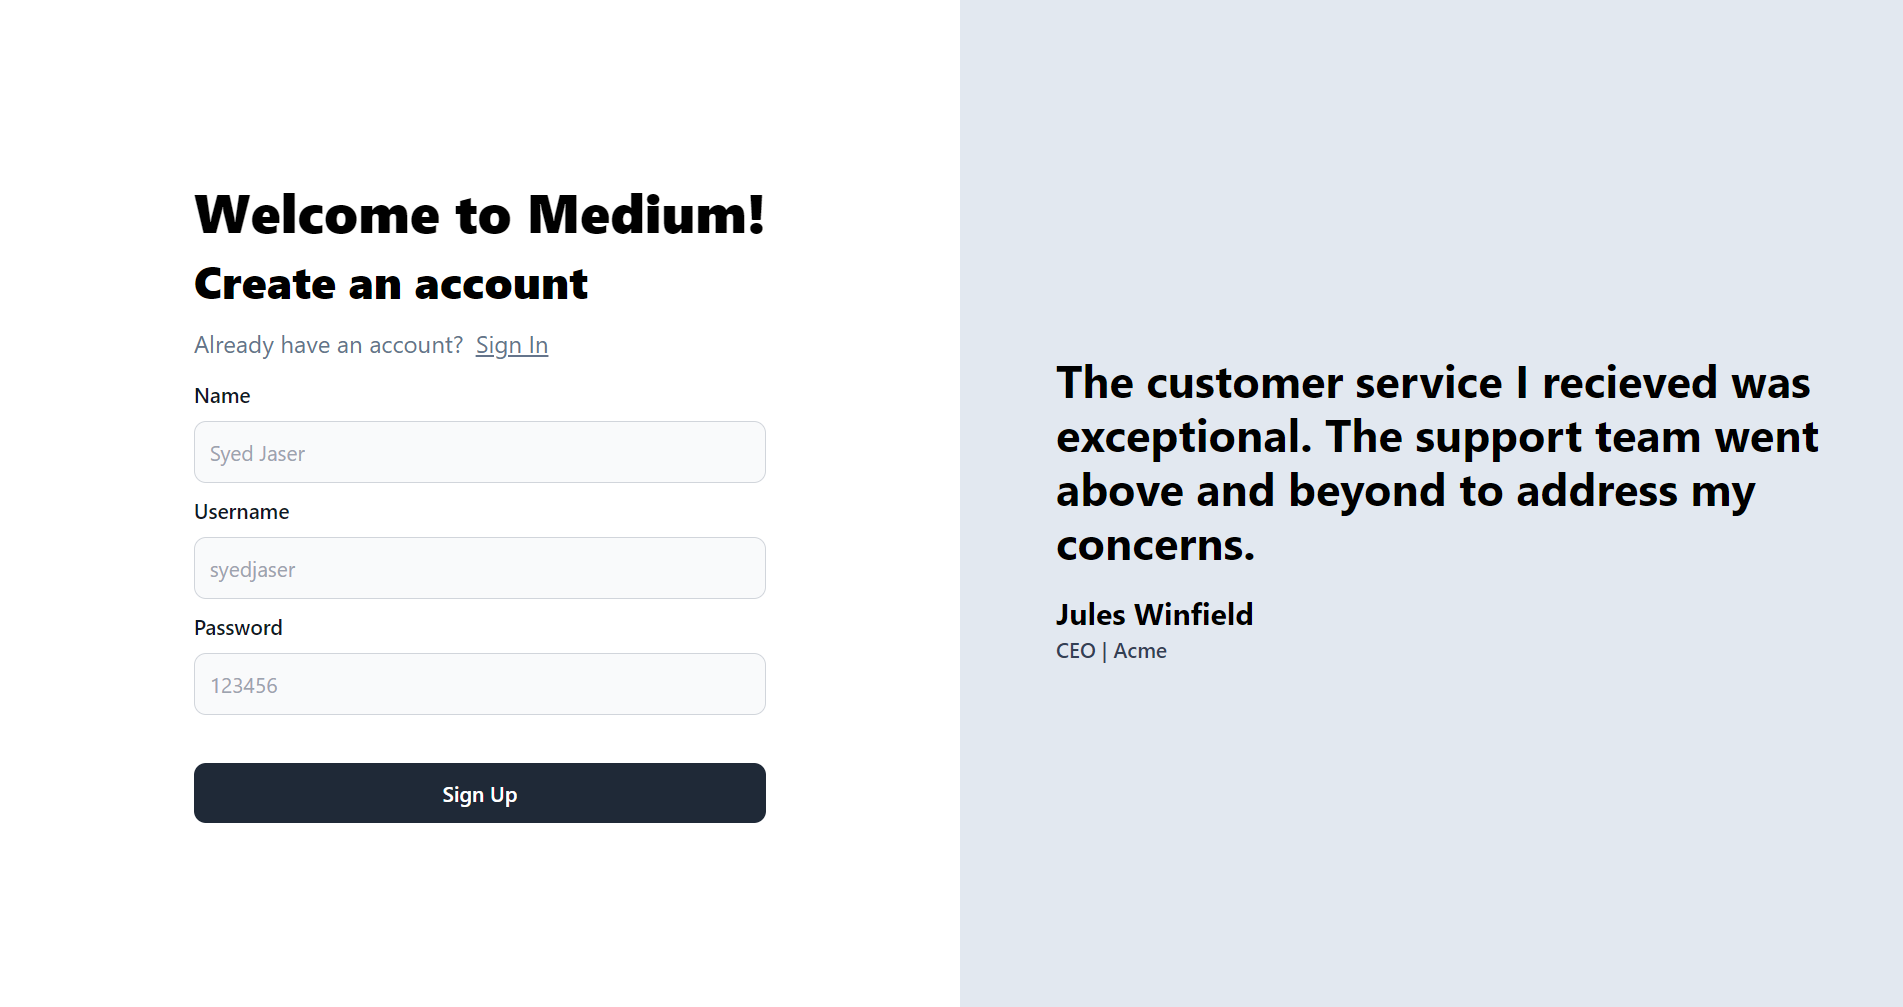 Welcome to Medium!
Create an account
Already have an account? Sign In
Name
Syed Jaser
Username
syedjaser
Password
123456
Sign Up
The customer service I recieved was
exceptional. The support team went
above and beyond to address my
concerns.
Jules Winfield
CEO | Acme